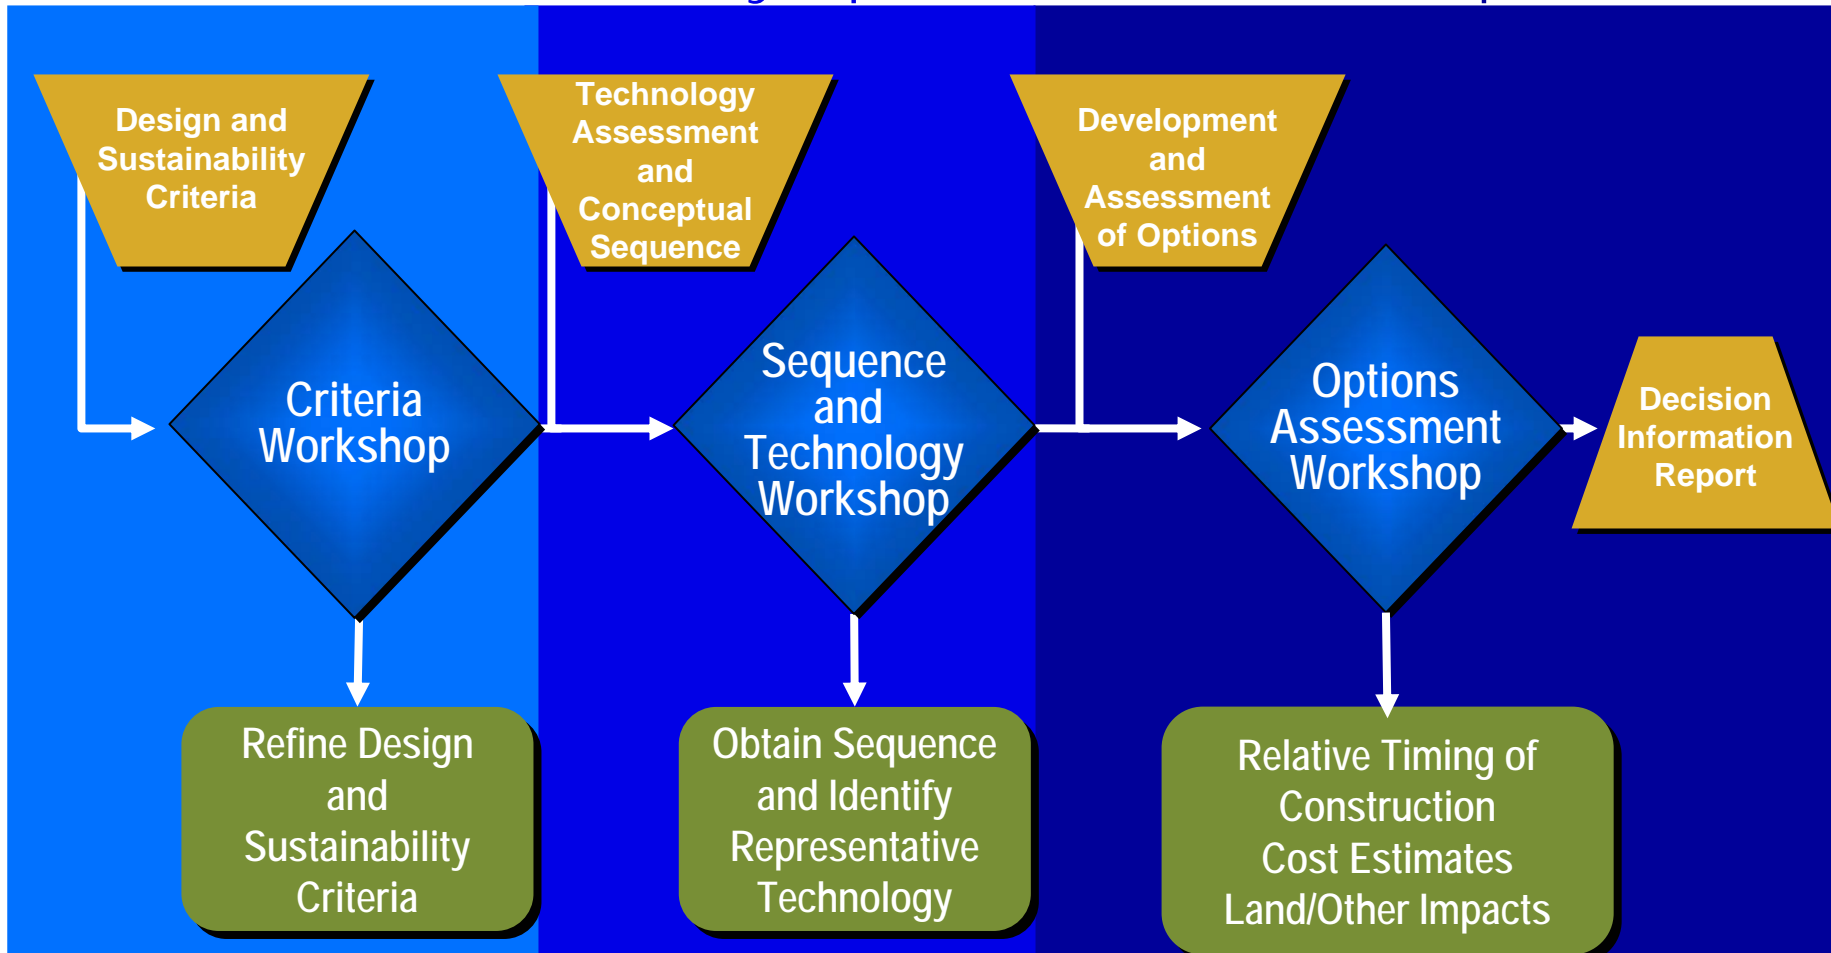 Design and
Sustainability
Criteria
Technology
Assessment
and
Conceptual
Sequence
Development
and
Assessment
of Options
Criteria
Workshop
Sequence
and
Technology
Workshop
Options
Assessment
Workshop
Decision
Information
Report
Refine Design
and
Sustainability
Criteria
Obtain Sequence
and Identify
Representative
Technology
Relative Timing of
Construction
Cost Estimates
Land/Other Impacts